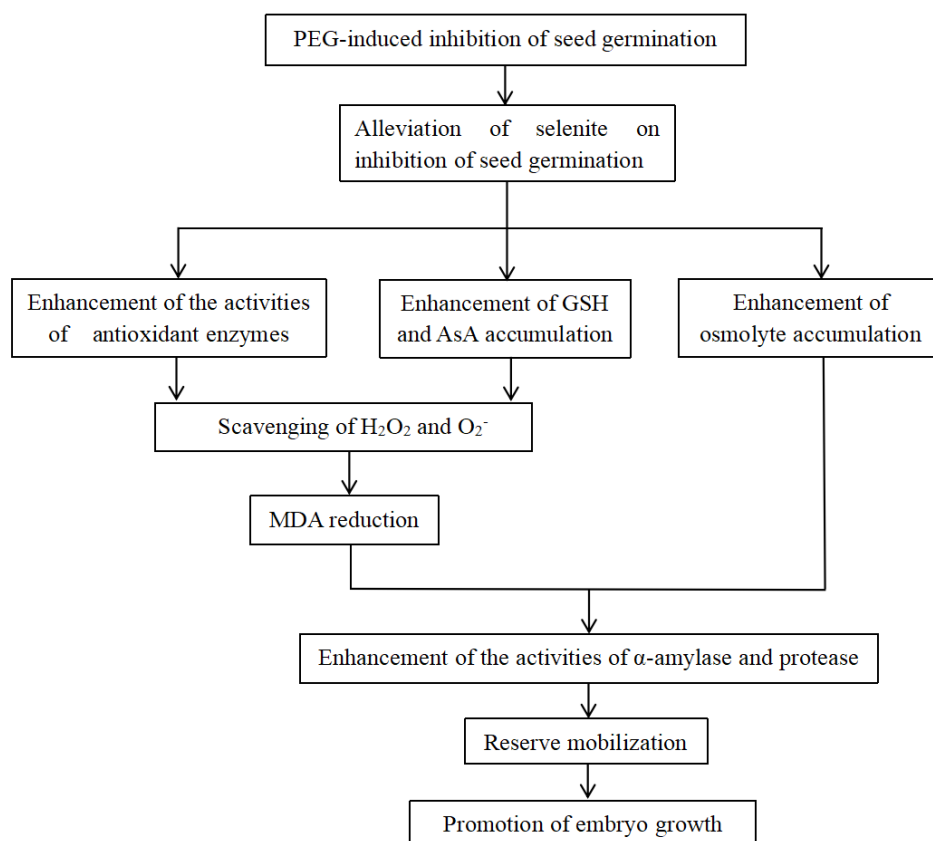 PEG-induced inhibition of seed germination
Alleviation of selenite on
inhibition of seed germination
Enhancement of the activities
of antioxidant enzymes
Enhancement of GSH
and AsA accumulation
Enhancement of
osmolyte accumulation
Scavenging of H₂O₂ and O₂⁻
MDA reduction
Enhancement of the activities of α-amylase and protease
Reserve mobilization
Promotion of embryo growth